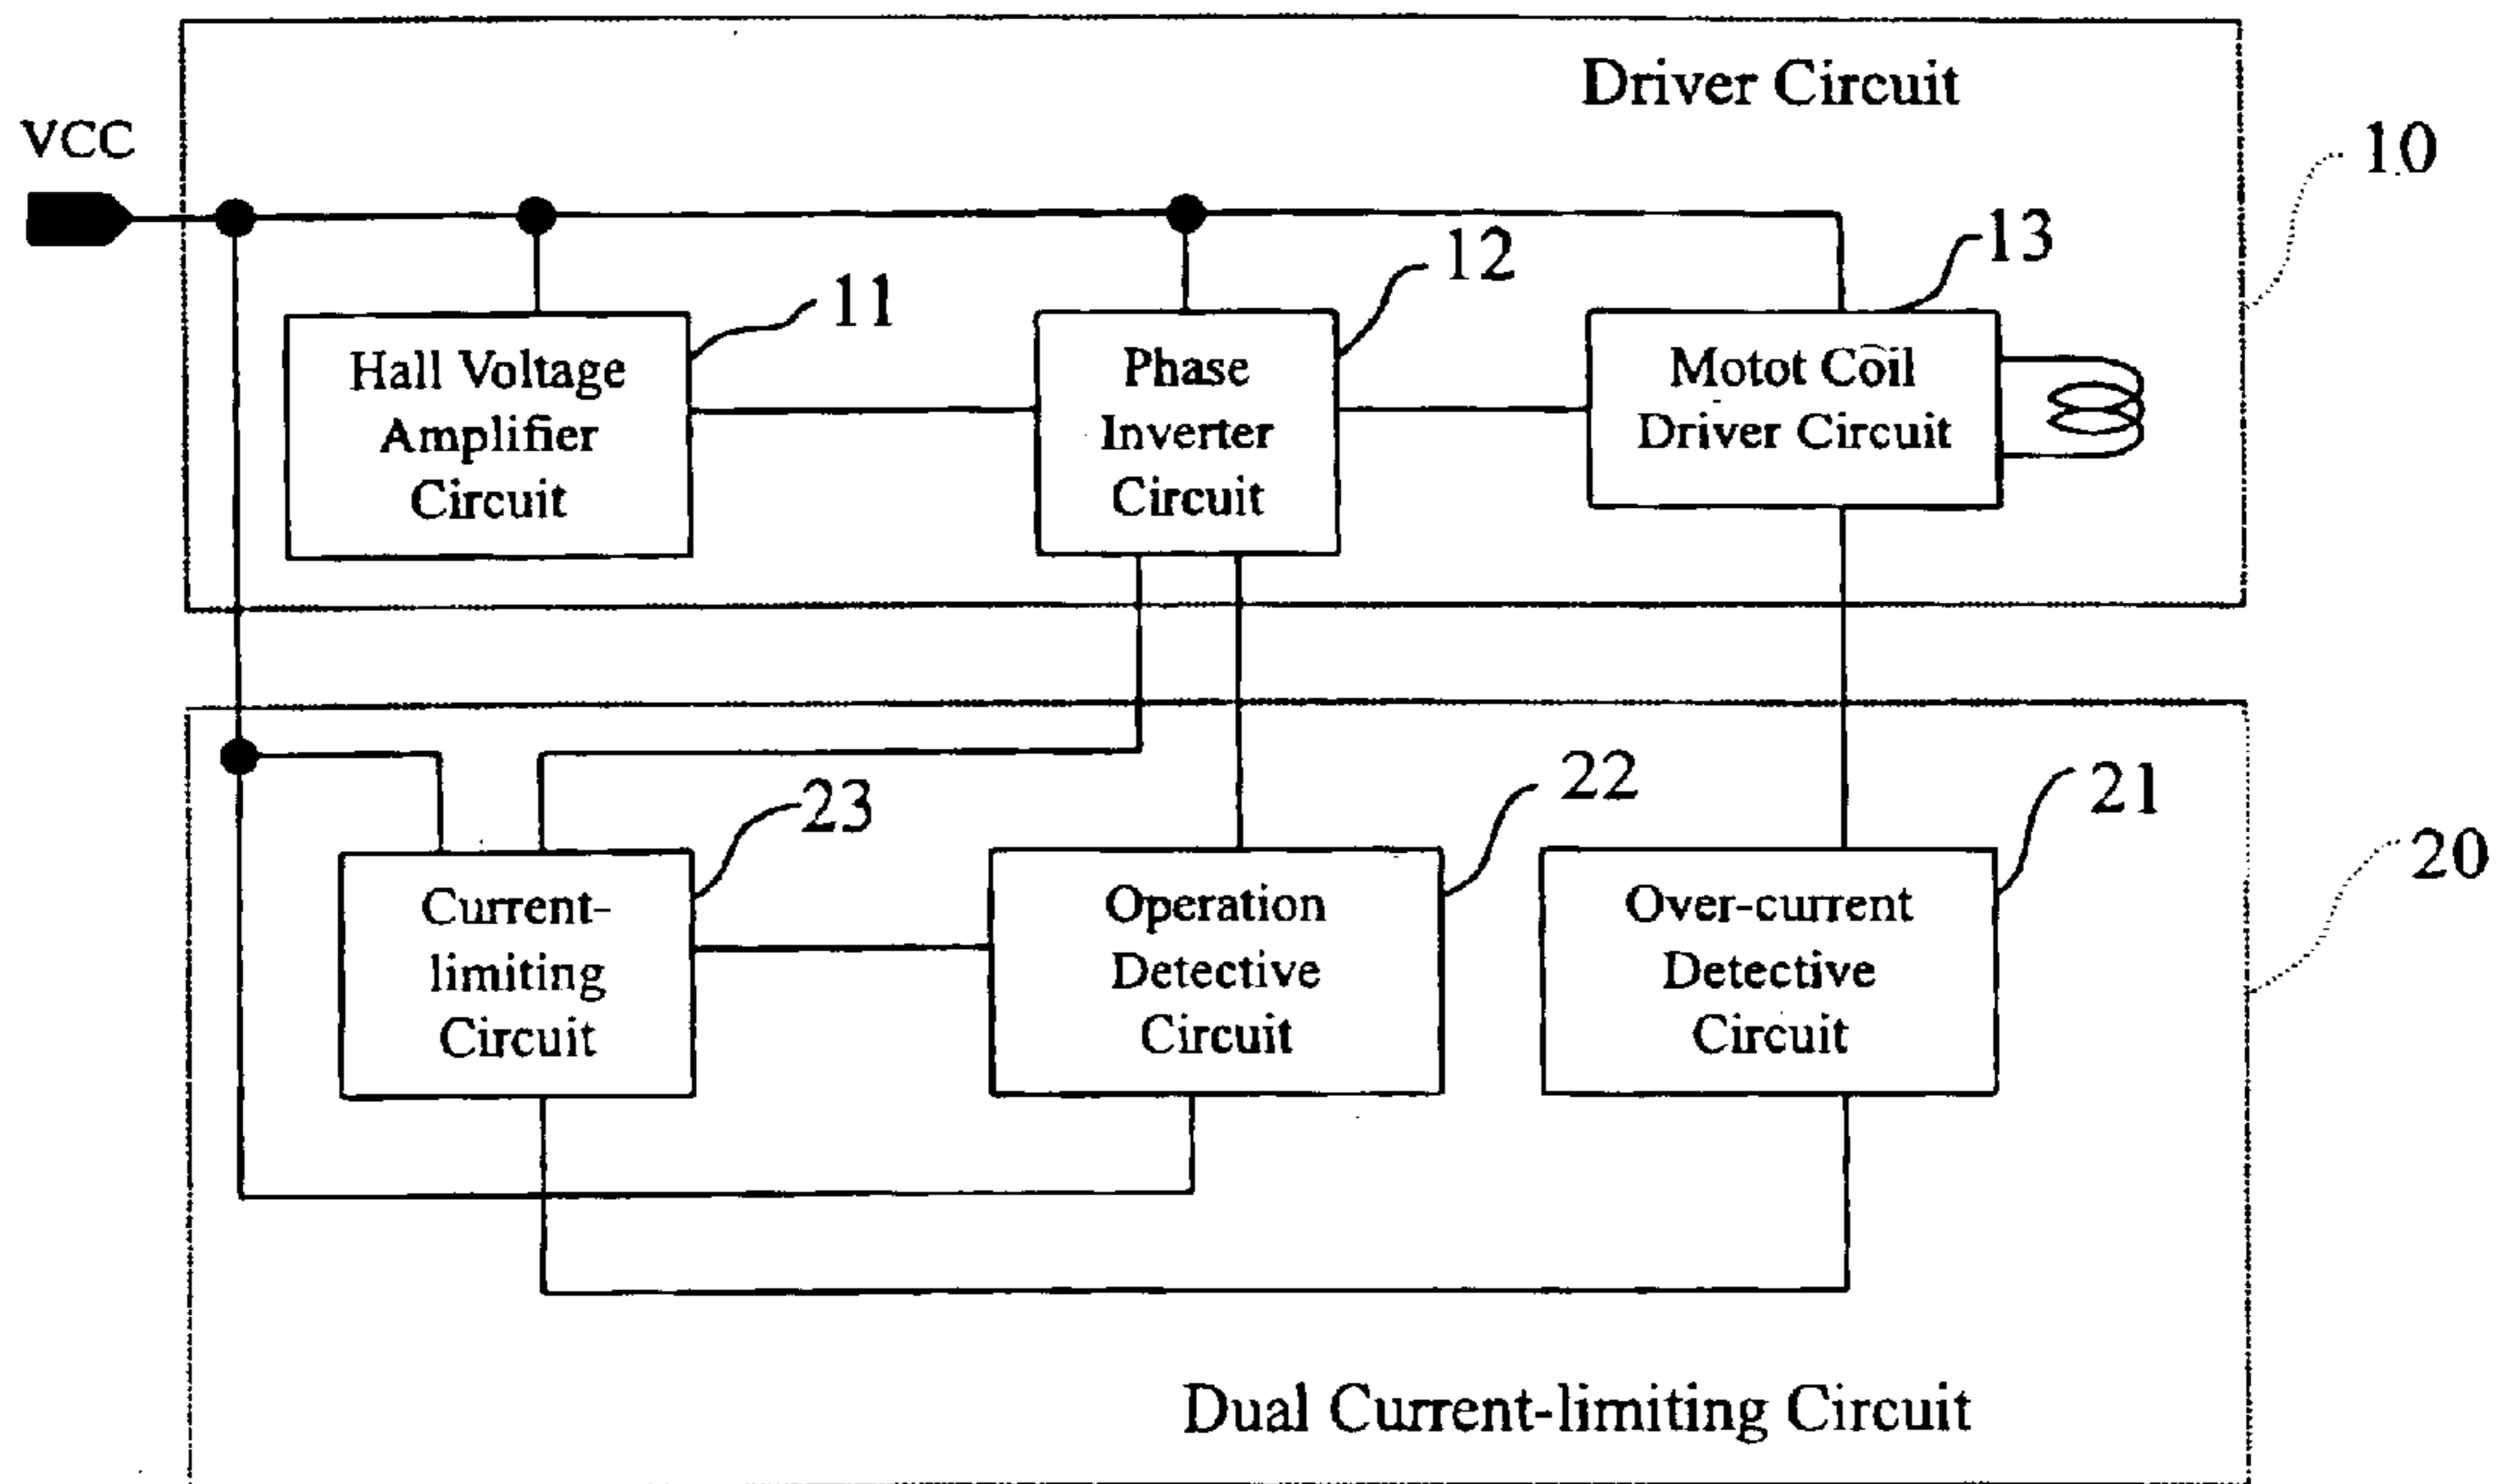 Driver Circuit
VCC
10
11
12
13
Hall Voltage
Amplifier
Circuit
Phase
Inverter
Circuit
Motot Coil
Driver Circuit
23
22
21
20
Current-
limiting
Circuit
Operation
Detective
Circuit
Over-current
Detective
Circuit
Dual Current-limiting Circuit